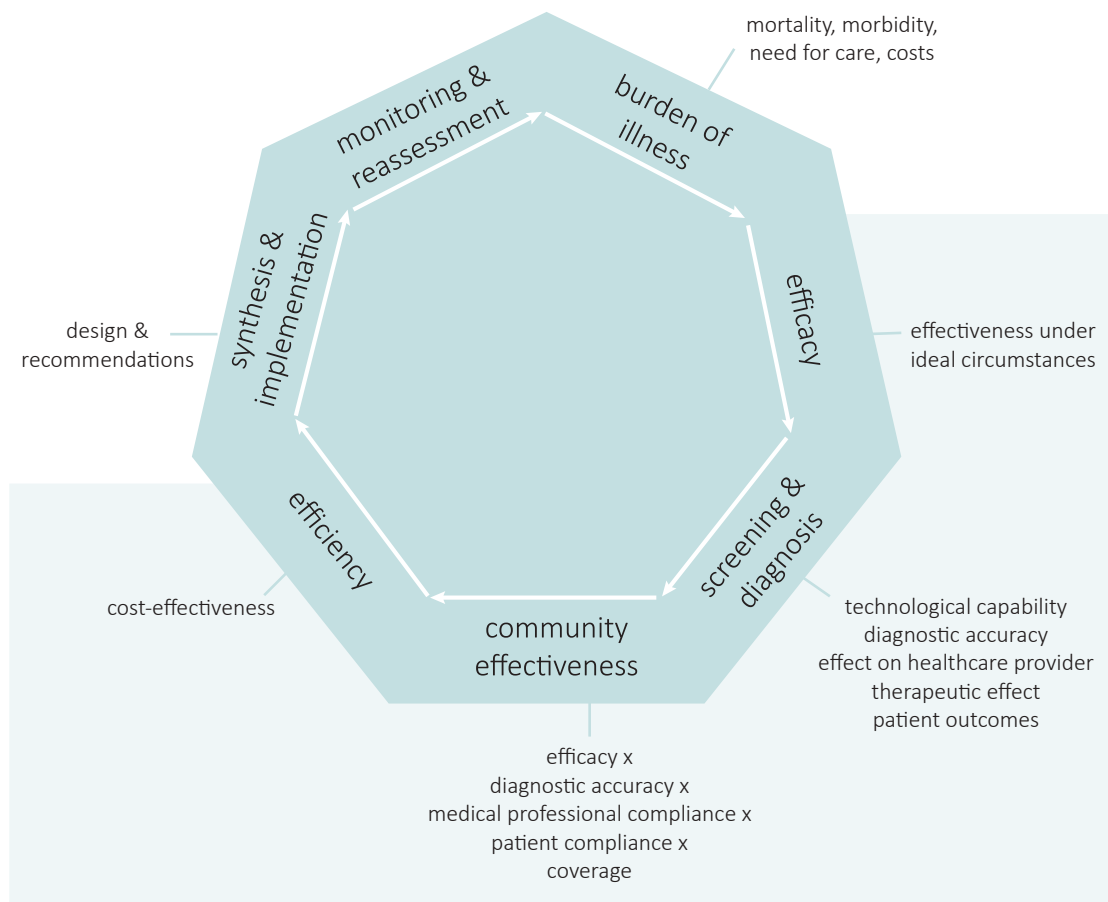 mortality, morbidity,
need for care, costs
burden of
illness
efficacy
effectiveness under
ideal circumstances
screening &
diagnosis
technological capability
diagnostic accuracy
effect on healthcare provider
therapeutic effect
patient outcomes
community
effectiveness
efficacy x
diagnostic accuracy x
medical professional compliance x
patient compliance x
coverage
efficiency
cost-effectiveness
synthesis &
implementation
design &
recommendations
monitoring &
reassessment